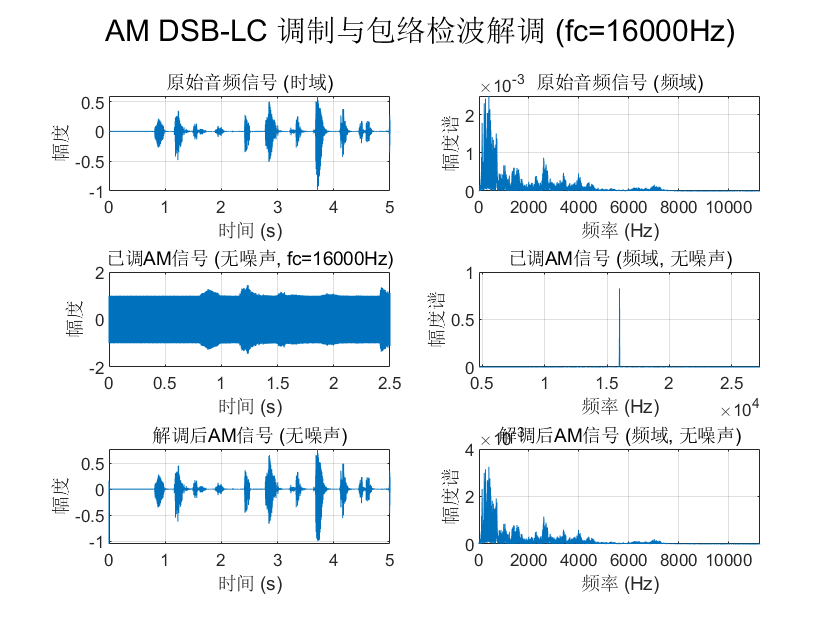 AM DSB-LC 调制与包络检波解调 (fc=16000Hz)
原始音频信号 (时域)
幅度
0.5
0
-0.5
-1
0 1 2 3 4 5
时间 (s)
×10⁻³ 原始音频信号 (频域)
幅度谱
2
1
0
0 2000 4000 6000 8000 10000
频率 (Hz)
已调AM信号 (无噪声, fc=16000Hz)
幅度
2
0
-2
0 0.5 1 1.5 2 2.5
时间 (s)
已调AM信号 (频域, 无噪声)
幅度谱
1
0.5
0
0.5 1 1.5 2 2.5
频率 (Hz)
×10⁴
解调后AM信号 (无噪声)
幅度
0.5
0
-0.5
-1
0 1 2 3 4 5
时间 (s)
×10⁻³
解调后AM信号 (频域, 无噪声)
幅度谱
4
2
0
0 2000 4000 6000 8000 10000
频率 (Hz)